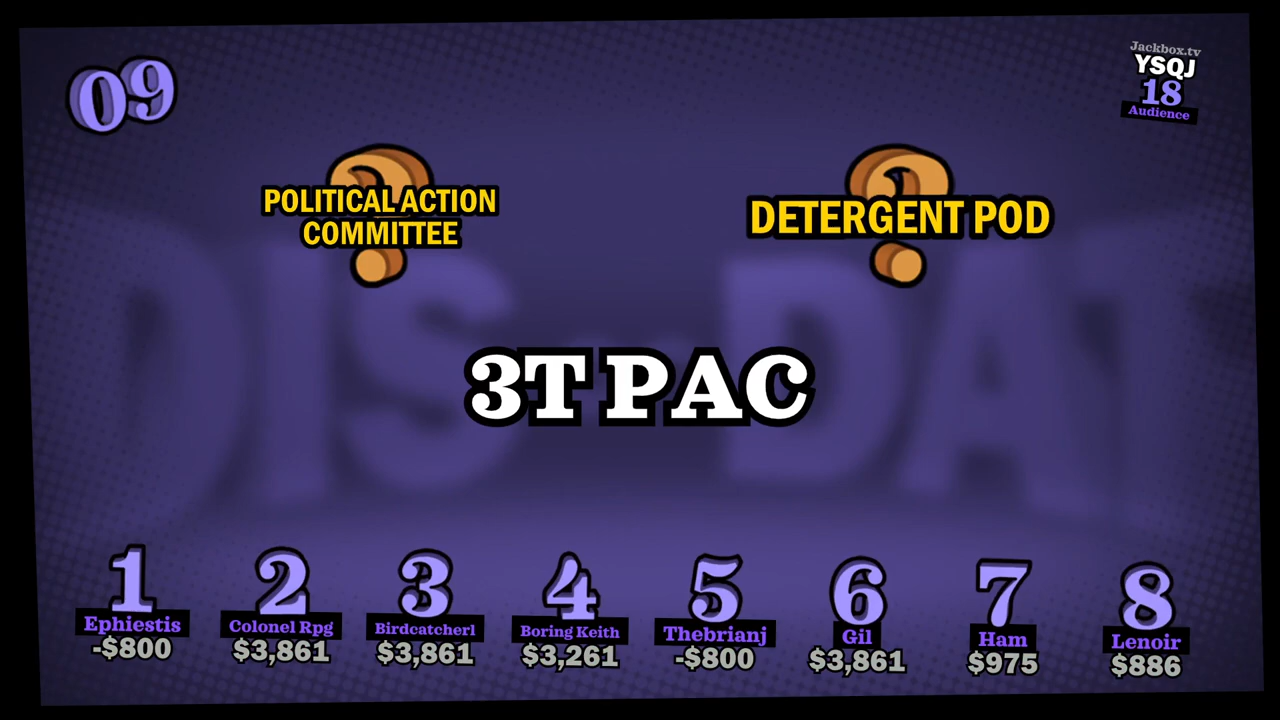 09
Jackbox.tv
YSQJ
18
Audience
?
POLITICAL ACTION
COMMITTEE
?
DETERGENT POD
DIS DAT
3T PAC
1
Ephiestis
-$800
2
Colonel Rpg
$3,861
3
Birdcatcherl
$3,861
4
Boring Keith
$3,261
5
Thebrianj
-$800
6
Gil
$3,861
7
Ham
$975
8
Lenoir
$886